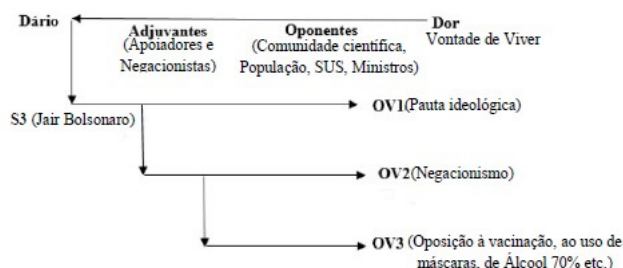 Dário
Adjuvantes
(Apoiadores e
Negacionistas)
Oponentes
(Comunidade científica,
População, SUS, Ministros)
Dor
Vontade de Viver
S3 (Jair Bolsonaro)
OV1(Pauta ideológica)
OV2(Negacionismo)
OV3 (Oposição à vacinação, ao uso de
máscaras, de Álcool 70% etc.)